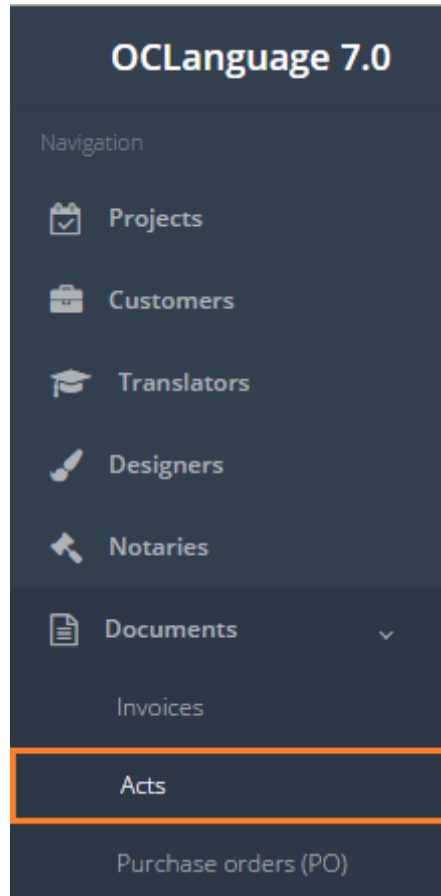 OCLanguage 7.0
Navigation
Projects
Customers
Translators
Designers
Notaries
Documents
Invoices
Acts
Purchase orders (PO)